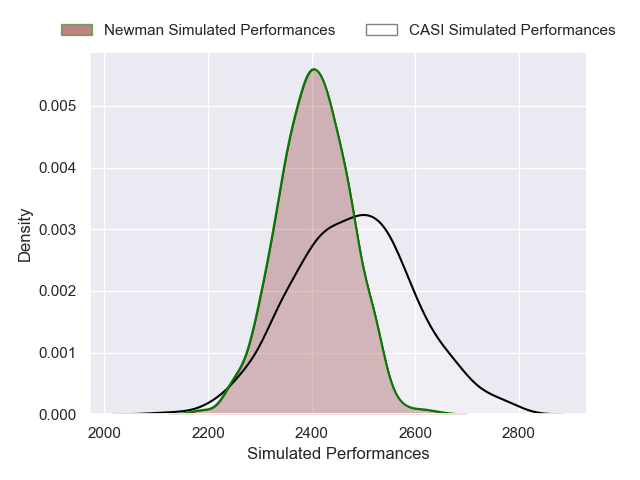 Newman Simulated Performances CASI Simulated Performances
0.005
0.004
0.003
0.002
0.001
0.000
Density
2000 2200 2400 2600 2800
Simulated Performances